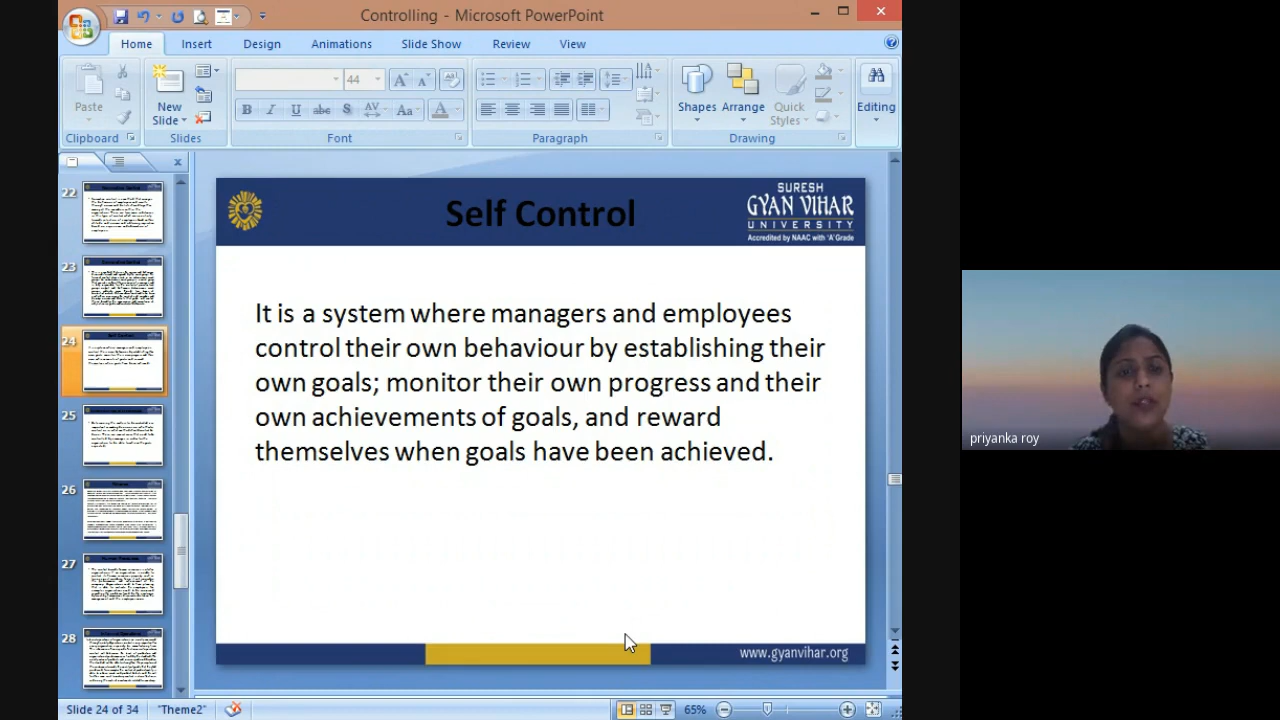 Controlling - Microsoft PowerPoint
Home
Insert
Design
Animations
Slide Show
Review
View
Paste
New
Slide
44
Shapes
Arrange
Quick
Styles
Editing
Clipboard
Slides
Font
Paragraph
Drawing
22
23
24
25
26
27
28
Self Control
SURESH
GYAN VIHAR
UNIVERSITY
Accredited by NAAC with 'A' Grade
It is a system where managers and employees
control their own behaviour by establishing their
own goals; monitor their own progress and their
own achievements of goals, and reward
themselves when goals have been achieved.
www.gyanvihar.org
priyanka roy
Slide 24 of 34
"Theme2"
65%